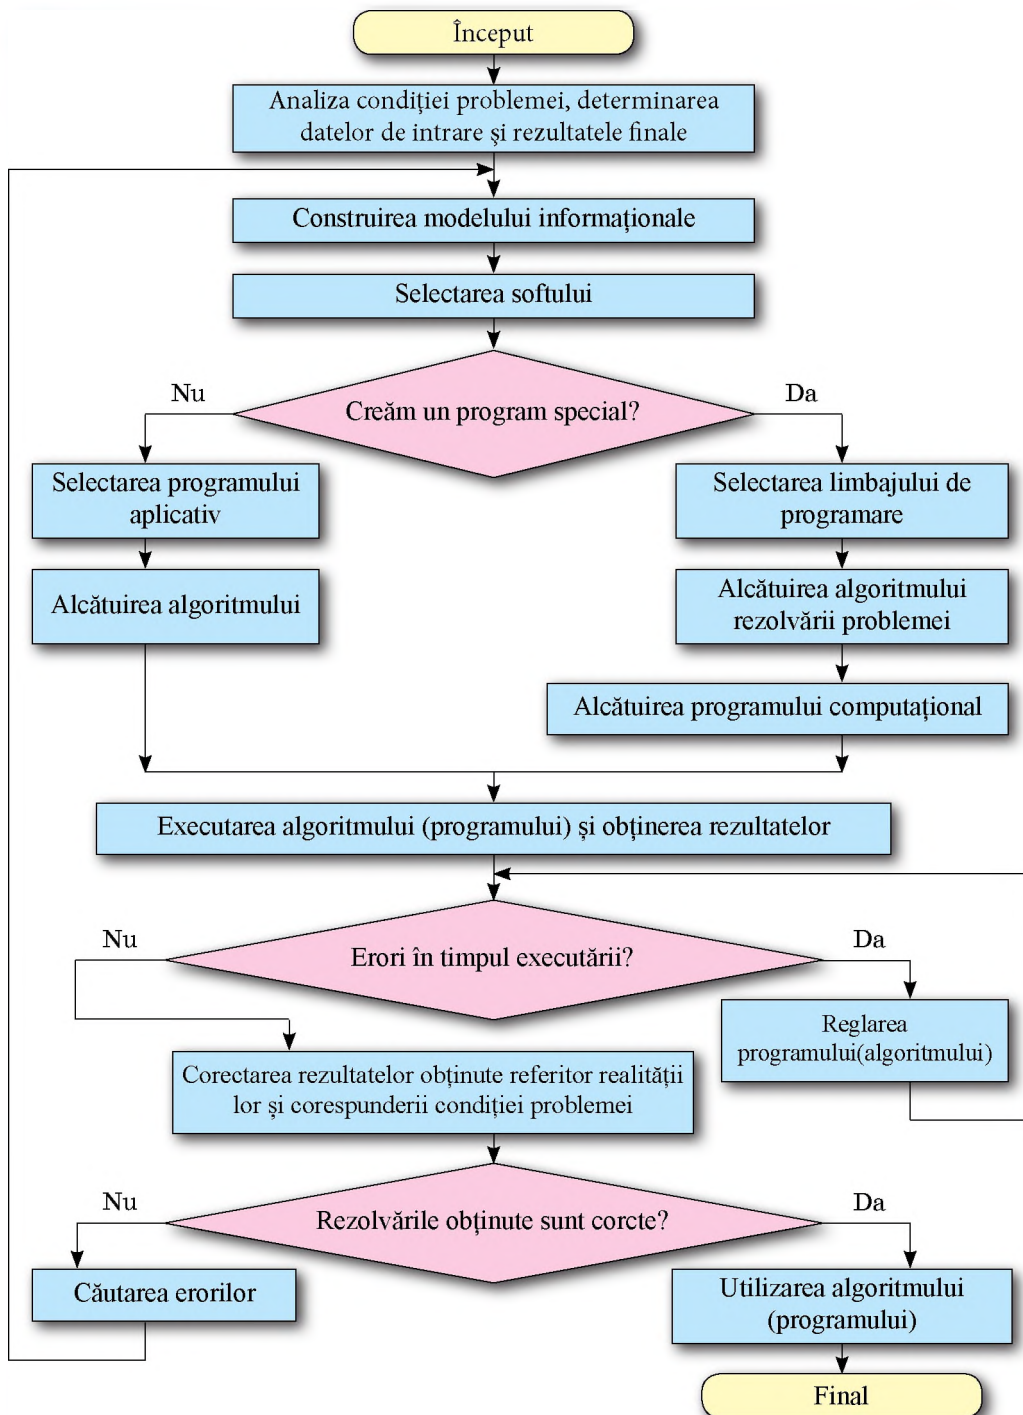 Început
Analiza condiției problemei, determinarea
datelor de intrare și rezultatele finale
Construirea modelului informaționale
Selectarea softului
Nu
Creăm un program special?
Da
Selectarea programului
aplicativ
Selectarea limbajului de
programare
Alcătuirea algoritmului
Alcătuirea algoritmului
rezolvării problemei
Alcătuirea programului computațional
Executarea algoritmului (programului) și obținerea rezultatelor
Nu
Erori în timpul executării?
Da
Reglarea
programului(algoritmului)
Corectarea rezultatelor obținute referitor realității
lor și corespunderii condiției problemei
Nu
Rezolvările obținute sunt corcte?
Da
Căutarea erorilor
Utilizarea algoritmului
(programului)
Final